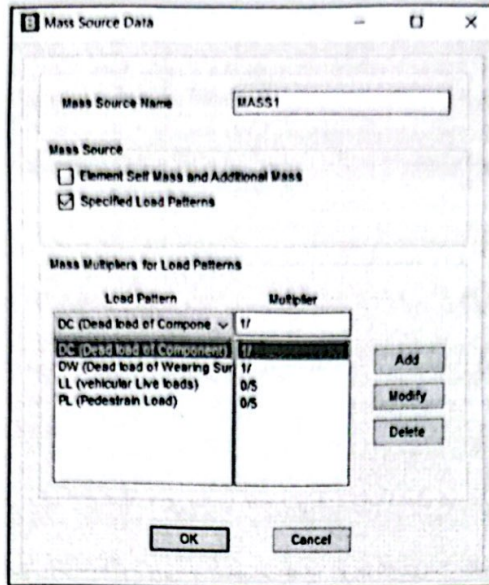 Mass Source Data
Mass Source Name MASS1
Mass Source
Element Self Mass and Additional Mass
Specified Load Patterns
Mass Multipliers for Load Patterns
Load Pattern Multiplier
DC (Dead load of Compone 1/
DC (Dead load of Component) 1/
DW (Dead load of Wearing Sur 1/
LL (vehicular Live loads) 0/5
PL (Pedestrain Load) 0/5
Add
Modify
Delete
OK Cancel